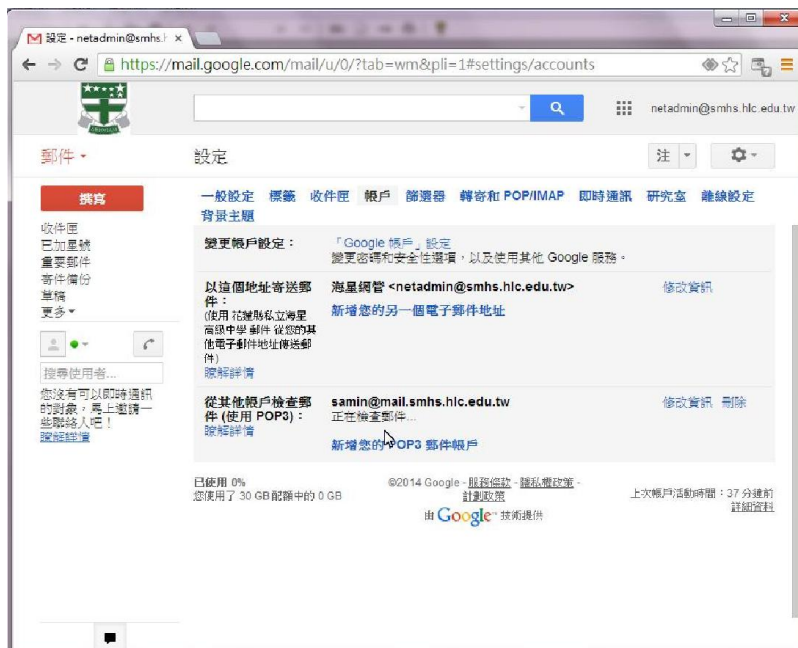 設定 - netadmin@smhs.h
https://mail.google.com/mail/u/0/?tab=wm&pli=1#settings/accounts
netadmin@smhs.hlc.edu.tw
郵件
設定
注
撰寫
一般設定 標籤 收件匣 帳戶 篩選器 轉寄和 POP/IMAP 即時通訊 研究室 離線設定
背景主題
收件匣
已加星號
重要郵件
寄件備份
草稿
更多
搜尋使用者...
您沒有可以即時通訊
的對象。馬上邀請一
些聯絡人吧！
瞭解詳情
變更帳戶設定：
「Google 帳戶」設定
變更密碼和安全性選項，以及使用其他 Google 服務。
以這個地址寄送郵
件：
(使用 花蓮縣私立海星
高級中學 郵件 從您的其
他電子郵件地址傳送郵
件)
瞭解詳情
海星網管 <netadmin@smhs.hlc.edu.tw>
修改資訊
新增您的另一個電子郵件地址
從其他帳戶檢查郵
件 (使用 POP3)：
瞭解詳情
samin@mail.smhs.hlc.edu.tw
修改資訊 刪除
正在檢查郵件...
新增您的 POP3 郵件帳戶
已使用 0%
您使用了 30 GB 配額中的 0 GB
©2014 Google - 服務條款 - 隱私權政策 -
計劃政策
由 Google™ 技術提供
上次帳戶活動時間：37 分鐘前
詳細資料